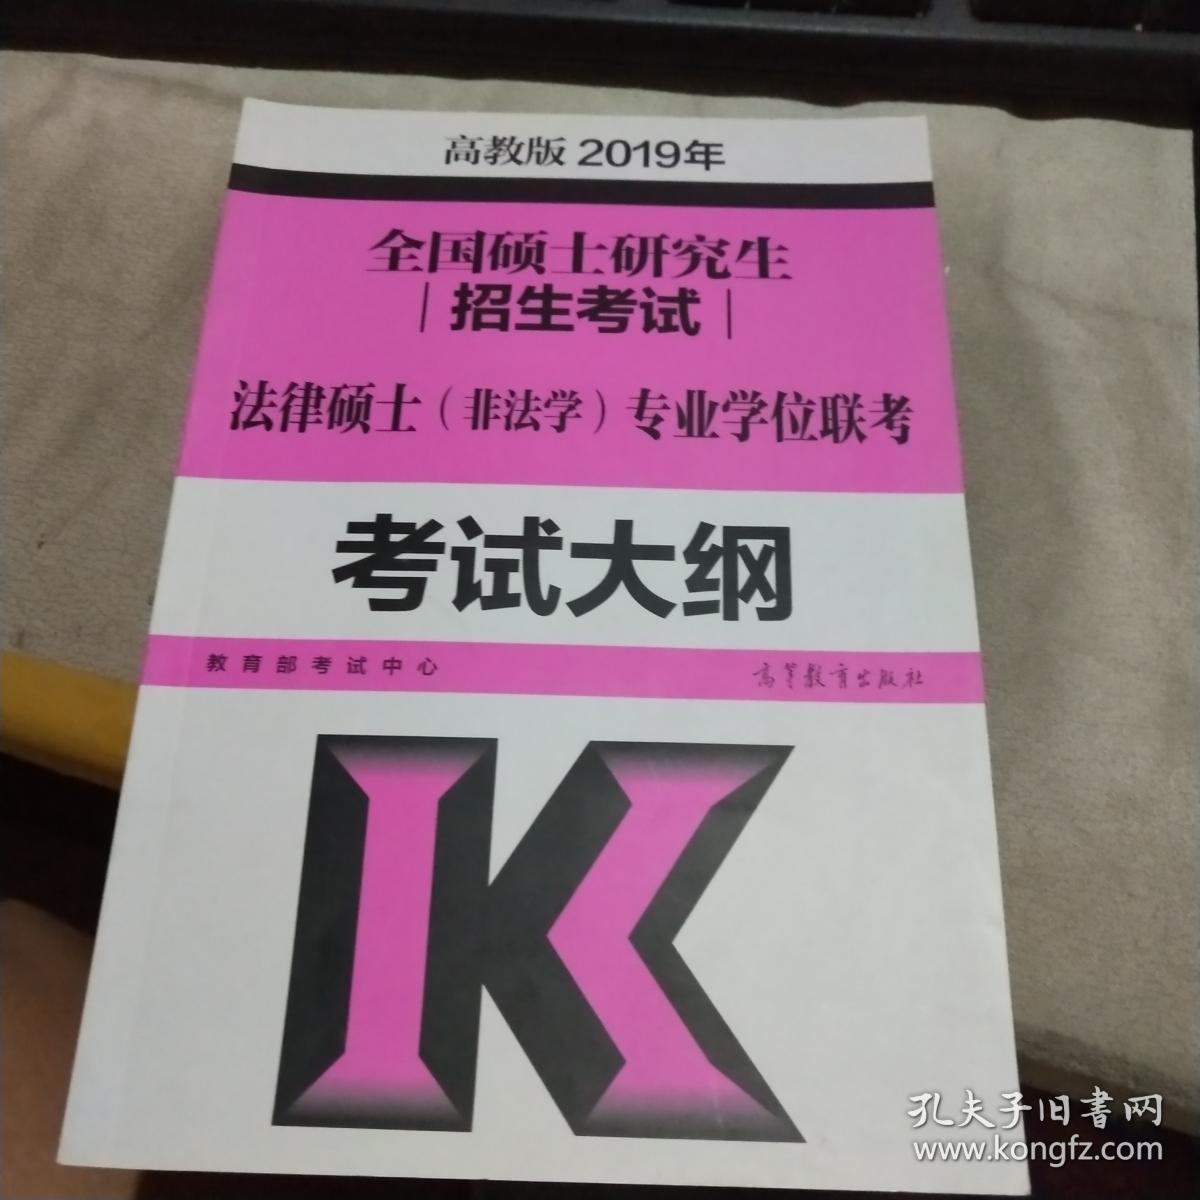 高教版 2019年
全国硕士研究生
招生考试
法律硕士（非法学）专业学位联考
考试大纲
教育部考试中心
高等教育出版社
K
孔夫子旧书网
www.kongfz.com